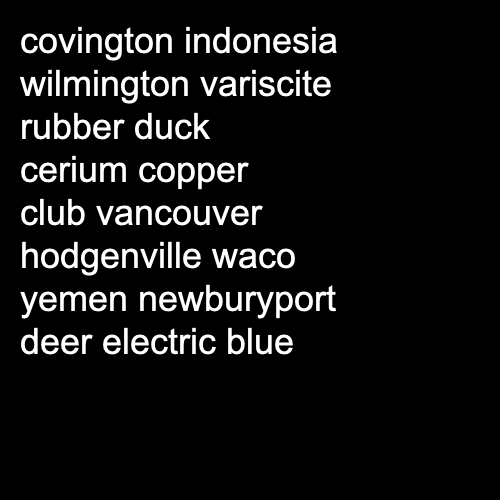 covington indonesia
wilmington variscite
rubber duck
cerium copper
club vancouver
hodgenville waco
yemen newburyport
deer electric blue